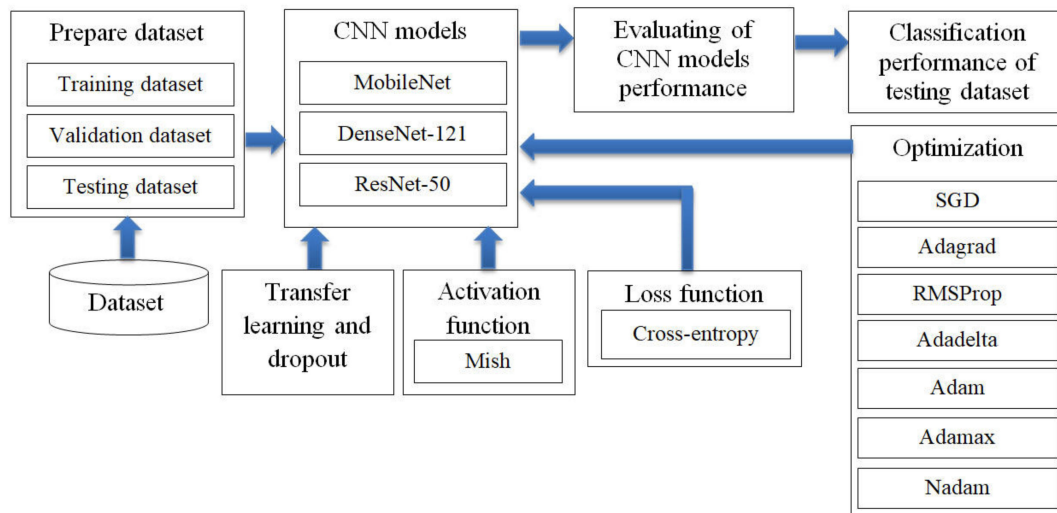 Prepare dataset
Training dataset
Validation dataset
Testing dataset
Dataset
CNN models
MobileNet
DenseNet-121
ResNet-50
Transfer
learning and
dropout
Activation
function
Mish
Loss function
Cross-entropy
Evaluating of
CNN models
performance
Classification
performance of
testing dataset
Optimization
SGD
Adagrad
RMSProp
Adadelta
Adam
Adamax
Nadam